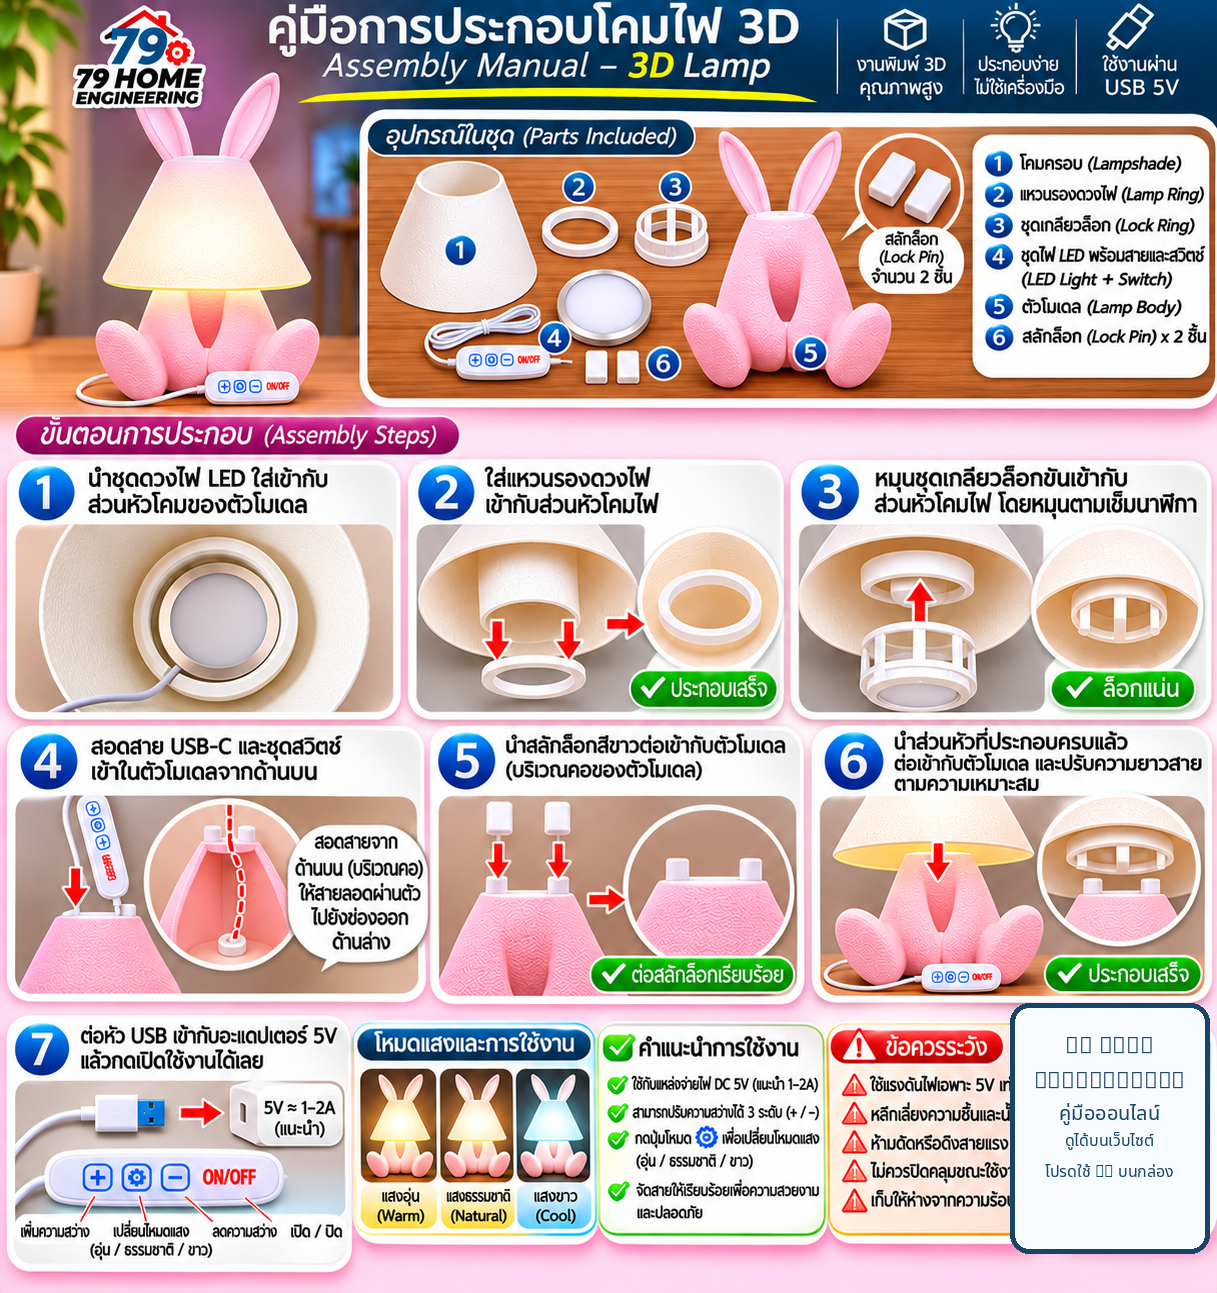 79
79 HOME
ENGINEERING
คู่มือการประกอบโคมไฟ 3D
Assembly Manual – 3D Lamp
งานพิมพ์ 3D
คุณภาพสูง
ประกอบง่าย
ไม่ใช้เครื่องมือ
ใช้งานผ่าน
USB 5V
อุปกรณ์ในชุด (Parts Included)
1
2
3
4
5
6
สลักล็อก
(Lock Pin)
จำนวน 2 ชิ้น
ON/OFF
ON/OFF
1 โคมครอบ (Lampshade)
2 แหวนรองดวงไฟ (Lamp Ring)
3 ชุดเกลียวล็อก (Lock Ring)
4 ชุดไฟ LED พร้อมสายและสวิตช์
(LED Light + Switch)
5 ตัวโมเดล (Lamp Body)
6 สลักล็อก (Lock Pin) x 2 ชิ้น
ขั้นตอนการประกอบ (Assembly Steps)
1 นำชุดดวงไฟ LED ใส่เข้ากับ
ส่วนหัวโคมของตัวโมเดล
2 ใส่แหวนรองดวงไฟ
เข้ากับส่วนหัวโคมไฟ
ประกอบเสร็จ
3 หมุนชุดเกลียวล็อกขันเข้ากับ
ส่วนหัวโคมไฟ โดยหมุนตามเข็มนาฬิกา
ล็อกแน่น
4 สอดสาย USB-C และชุดสวิตช์
เข้าในตัวโมเดลจากด้านบน
สอดสายจาก
ด้านบน (บริเวณคอ)
ให้สายลอดผ่านตัว
ไปยังช่องออก
ด้านล่าง
5 นำสลักล็อกสีขาวต่อเข้ากับตัวโมเดล
(บริเวณคอของตัวโมเดล)
ต่อสลักล็อกเรียบร้อย
6 นำส่วนหัวที่ประกอบครบแล้ว
ต่อเข้ากับตัวโมเดล และปรับความยาวสาย
ตามความเหมาะสม
ON/OFF
ประกอบเสร็จ
7 ต่อหัว USB เข้ากับอะแดปเตอร์ 5V
แล้วกดเปิดใช้งานได้เลย
5V ≈ 1–2A
(แนะนำ)
ON/OFF
เพิ่มความสว่าง
เปลี่ยนโหมดแสง
(อุ่น / ธรรมชาติ / ขาว)
ลดความสว่าง
เปิด / ปิด
โหมดแสงและการใช้งาน
แสงอุ่น
(Warm)
แสงธรรมชาติ
(Natural)
แสงขาว
(Cool)
คำแนะนำการใช้งาน
ใช้กับแหล่งจ่ายไฟ DC 5V (แนะนำ 1–2A)
สามารถปรับความสว่างได้ 3 ระดับ (+ / –)
กดปุ่มโหมด เพื่อเปลี่ยนโหมดแสง
(อุ่น / ธรรมชาติ / ขาว)
จัดสายให้เรียบร้อยเพื่อความสวยงาม
และปลอดภัย
ข้อควรระวัง
ใช้แรงดันไฟเฉพาะ 5V
หลีกเลี่ยงความชื้นและ
ห้ามดัดหรือดึงสายแรง
ไม่ควรปิดคลุมขณะใช้
เก็บให้ห่างจากความร้อน
คู่มือออนไลน์
ดูได้บนเว็บไซต์
โปรดใช้ บนกล่อง